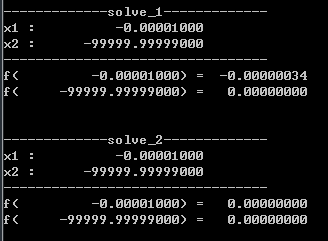 -------------solve_1-------------
x1 :          -0.00001000
x2 :      -99999.99999000
---------------------------------
f(         -0.00001000) =  -0.00000034
f(     -99999.99999000) =   0.00000000
-------------solve_2-------------
x1 :          -0.00001000
x2 :      -99999.99999000
---------------------------------
f(         -0.00001000) =   0.00000000
f(     -99999.99999000) =   0.00000000